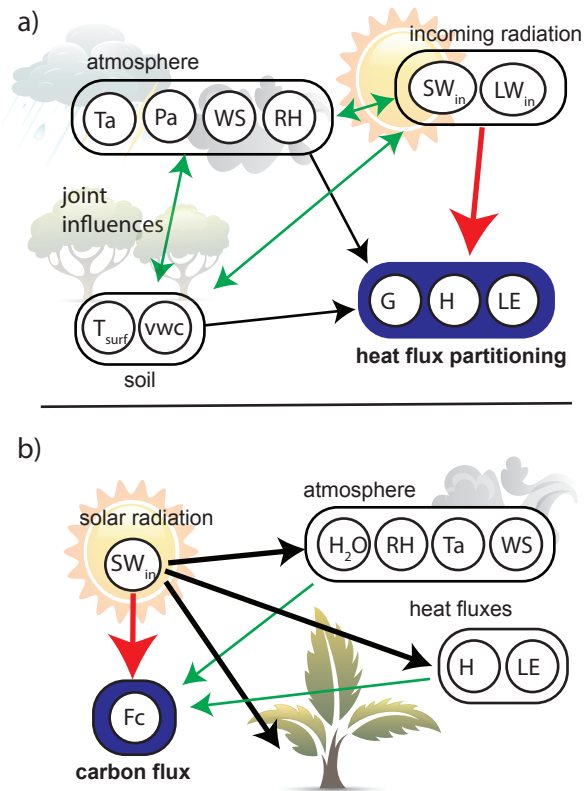 a)
incoming radiation
atmosphere
SWin LWin
Ta Pa WS RH
joint
influences
G H LE
Tsurf vwc
heat flux partitioning
soil
b)
atmosphere
solar radiation
H2O RH Ta WS
SWin
heat fluxes
H LE
Fc
carbon flux